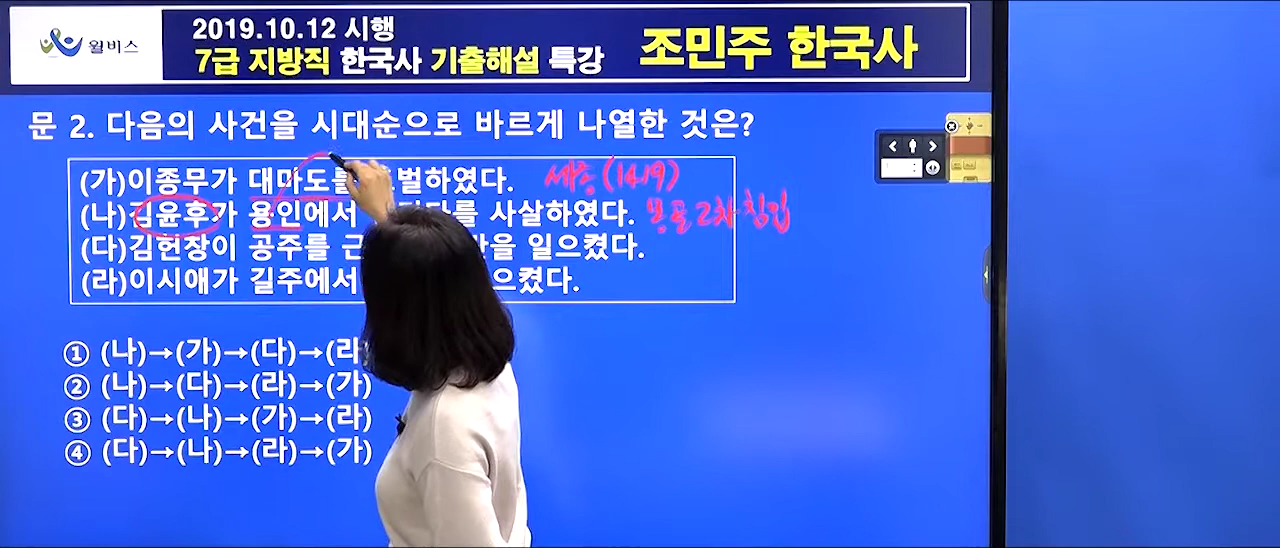 윌비스
2019.10.12 시행
7급 지방직 한국사 기출해설 특강
조민주 한국사
문 2. 다음의 사건을 시대순으로 바르게 나열한 것은?
(가)이종무가 대마도를 벌하였다. 세종(1419)
(나)김윤후가 용인에서 사살하였다. 몽골 2차 침입
(다)김헌창이 공주를 일으켰다.
(라)이시애가 길주에서 으켰다.
① (나)→(가)→(다)→(라
② (나)→(다)→(라)→(가)
③ (다)→(나)→(가)→(라)
④ (다)→(나)→(라)→(가)